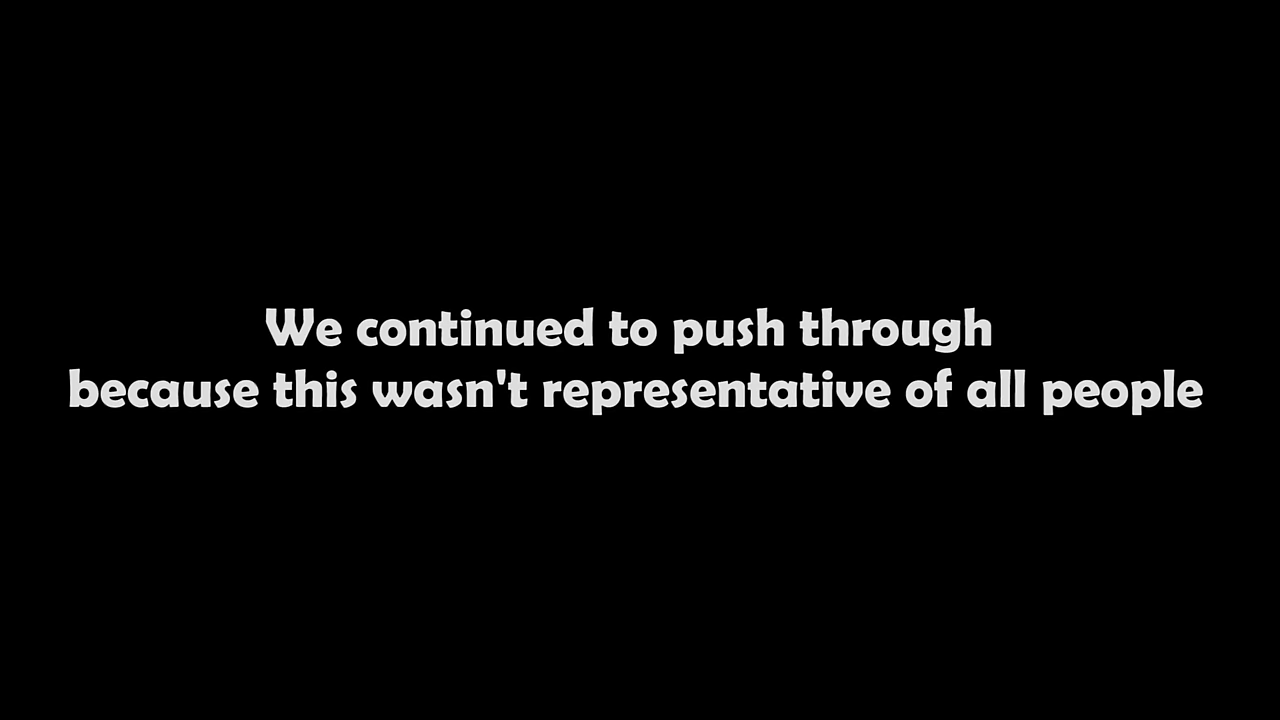 We continued to push through
because this wasn't representative of all people